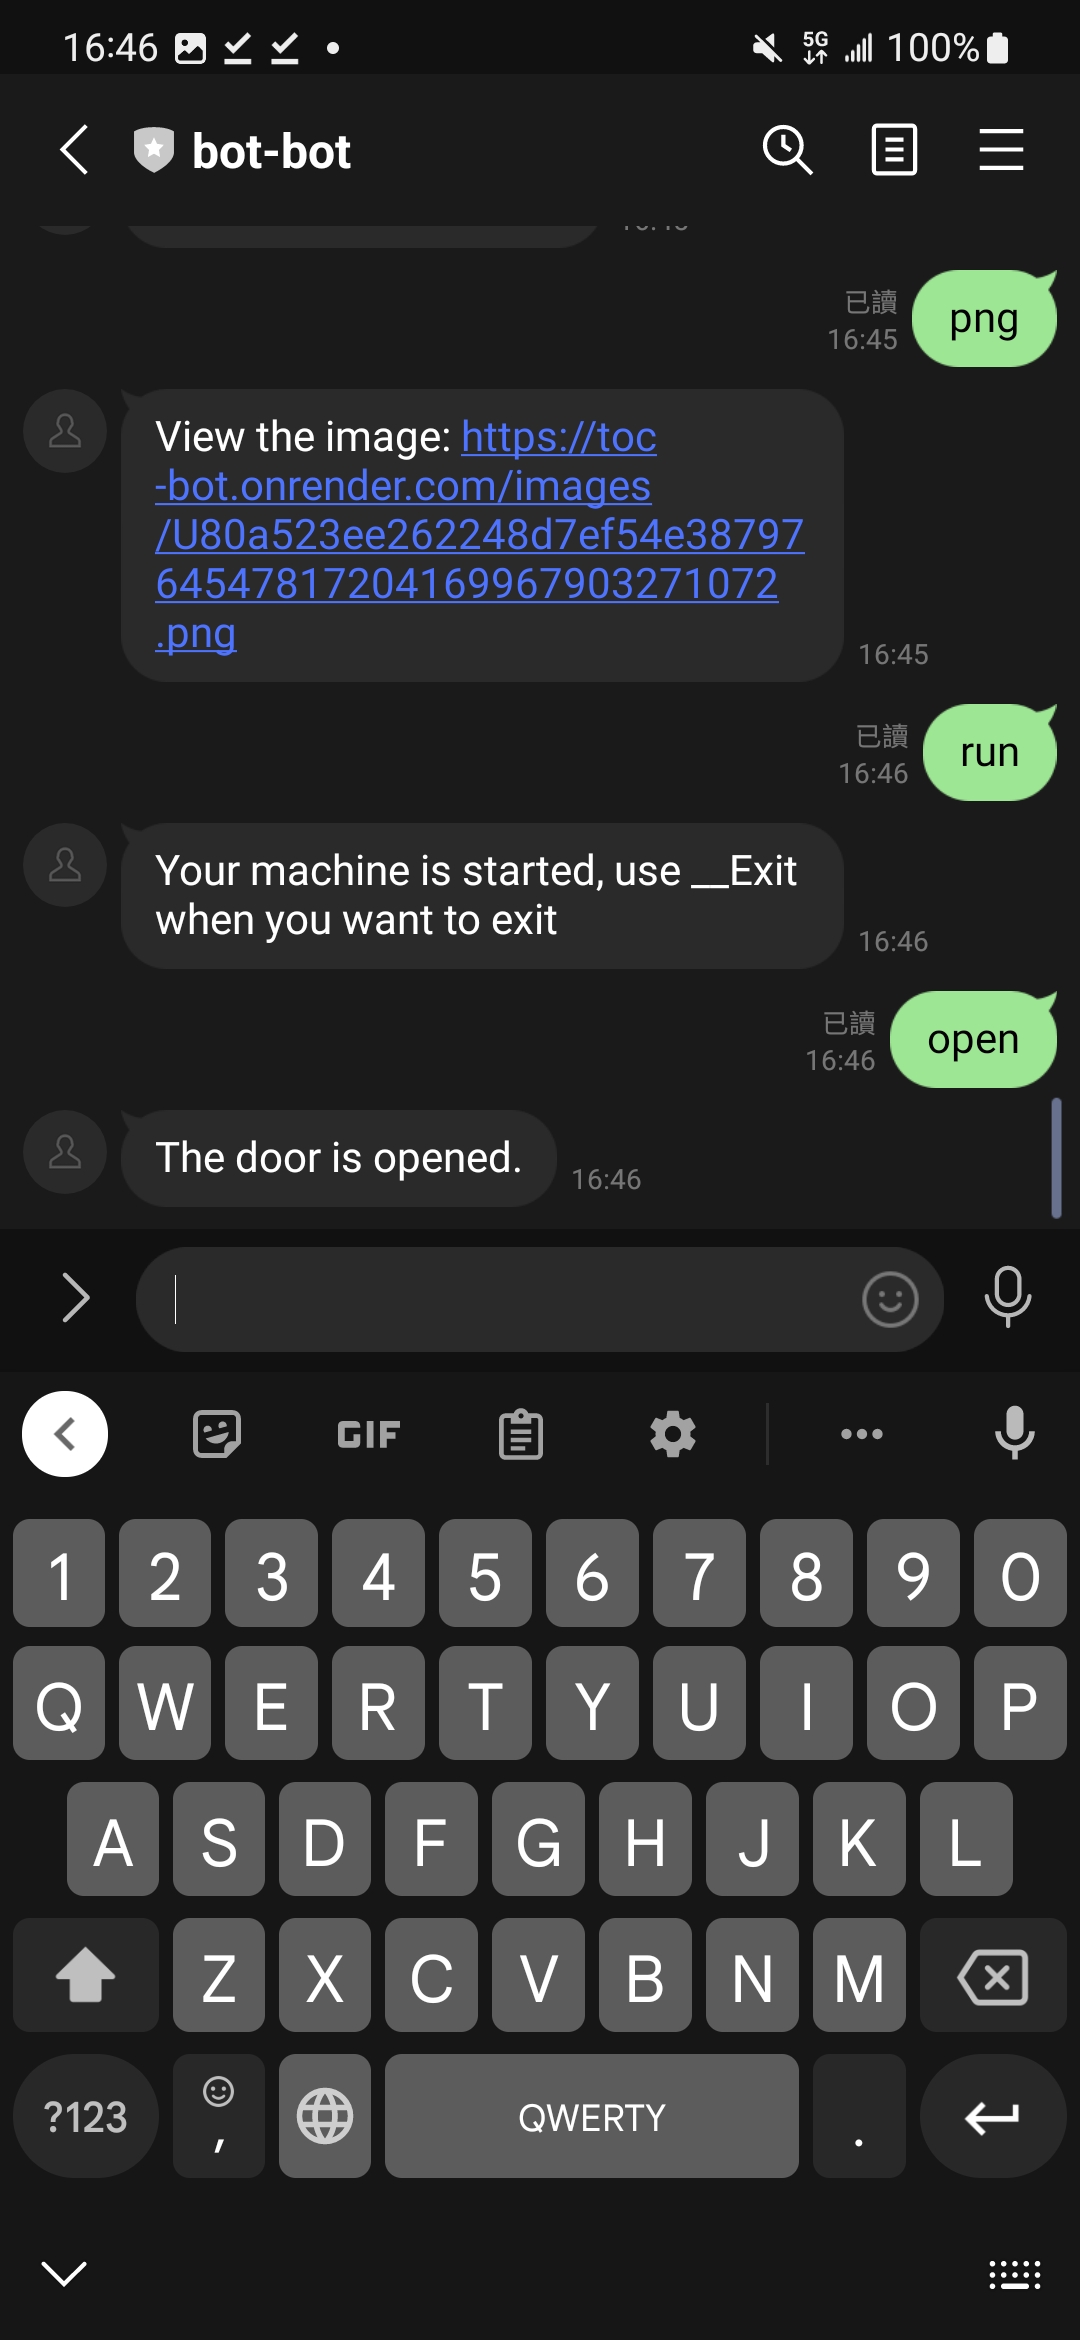 16:46
5G
100%
bot-bot
已讀
16:45
png
View the image: https://toc
-bot.onrender.com/images
/U80a523ee262248d7ef54e38797
6454781720416996790327​1072
.png
16:45
已讀
16:46
run
Your machine is started, use __Exit
when you want to exit
16:46
已讀
16:46
open
The door is opened.
16:46
GIF
1 2 3 4 5 6 7 8 9 0
Q W E R T Y U I O P
A S D F G H J K L
Z X C V B N M
?123 , QWERTY .